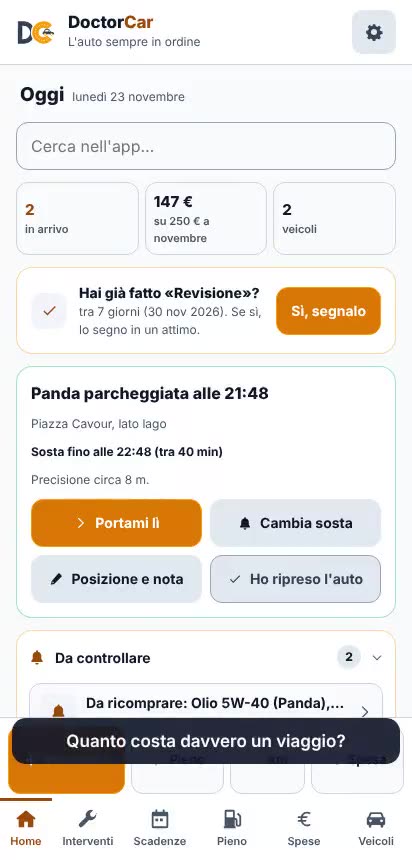 DoctorCar
L'auto sempre in ordine
Oggi lunedì 23 novembre
Cerca nell'app...
2
in arrivo
147 €
su 250 € a
novembre
2
veicoli
Hai già fatto «Revisione»?
tra 7 giorni (30 nov 2026). Se sì,
lo segno in un attimo.
Sì, segnalo
Panda parcheggiata alle 21:48
Piazza Cavour, lato lago
Sosta fino alle 22:48 (tra 40 min)
Precisione circa 8 m.
Portami lì
Cambia sosta
Posizione e nota
Ho ripreso l'auto
Da controllare
2
Da ricomprare: Olio 5W-40 (Panda),...
Quanto costa davvero un viaggio?
Home
Interventi
Scadenze
Pieno
Spese
Veicoli